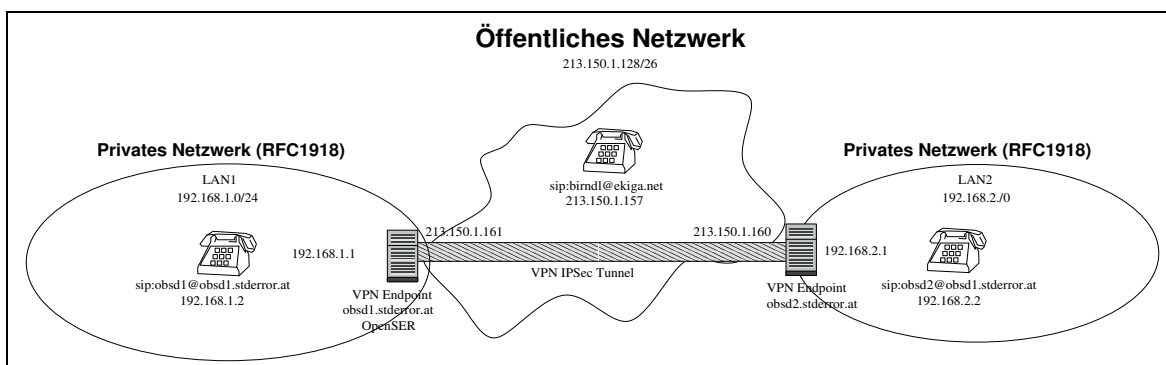 Öffentliches Netzwerk
213.150.1.128/26
Privates Netzwerk (RFC1918)
LAN1
192.168.1.0/24
sip:obsd1@obsd1.stderror.at
192.168.1.2
192.168.1.1
213.150.1.161
VPN Endpoint
obsd1.stderror.at
OpenSER
sip:birndl@ekiga.net
213.150.1.157
VPN IPSec Tunnel
213.150.1.160
Privates Netzwerk (RFC1918)
LAN2
192.168.2./0
192.168.2.1
VPN Endpoint
obsd2.stderror.at
sip:obsd2@obsd1.stderror.at
192.168.2.2